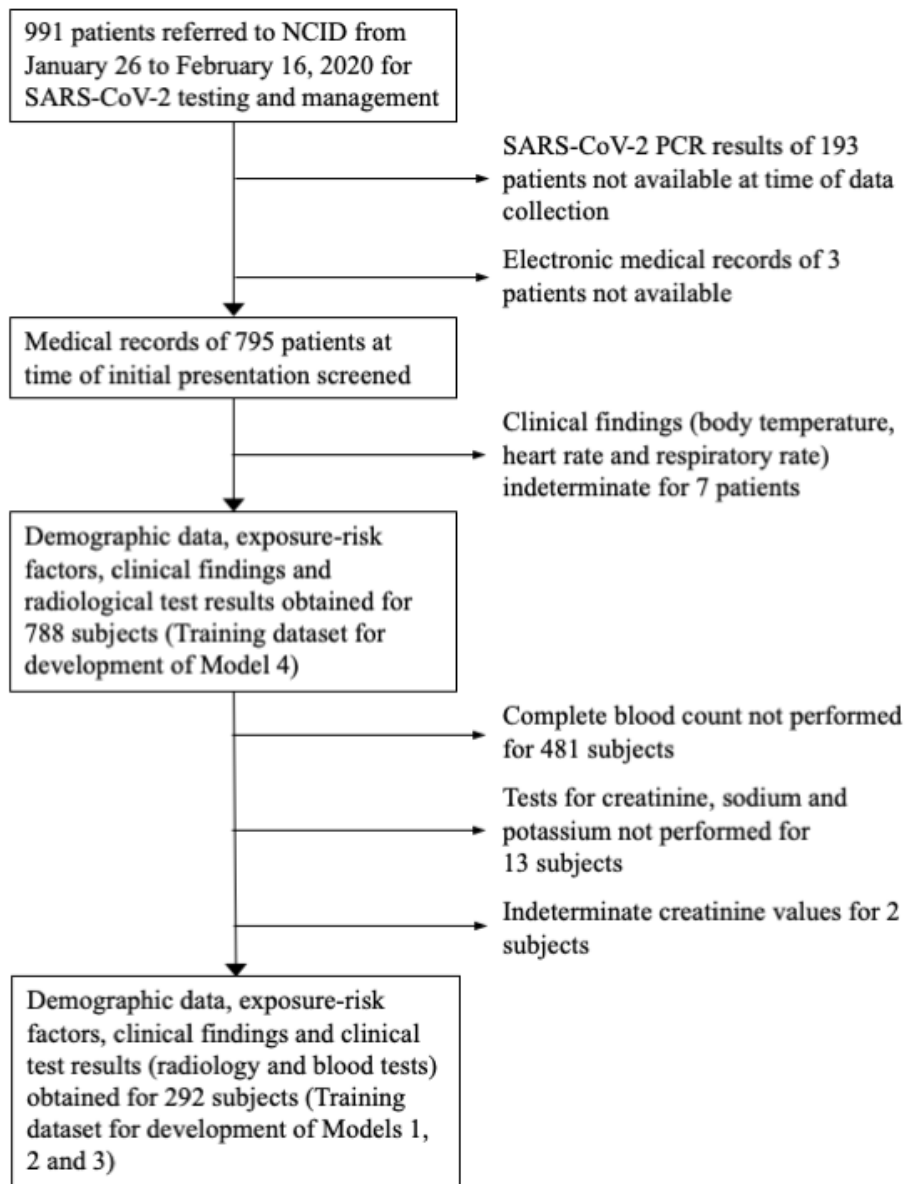 991 patients referred to NCID from
January 26 to February 16, 2020 for
SARS-CoV-2 testing and management
SARS-CoV-2 PCR results of 193
patients not available at time of data
collection
Electronic medical records of 3
patients not available
Medical records of 795 patients at
time of initial presentation screened
Clinical findings (body temperature,
heart rate and respiratory rate)
indeterminate for 7 patients
Demographic data, exposure-risk
factors, clinical findings and
radiological test results obtained for
788 subjects (Training dataset for
development of Model 4)
Complete blood count not performed
for 481 subjects
Tests for creatinine, sodium and
potassium not performed for
13 subjects
Indeterminate creatinine values for 2
subjects
Demographic data, exposure-risk
factors, clinical findings and clinical
test results (radiology and blood tests)
obtained for 292 subjects (Training
dataset for development of Models 1,
2 and 3)